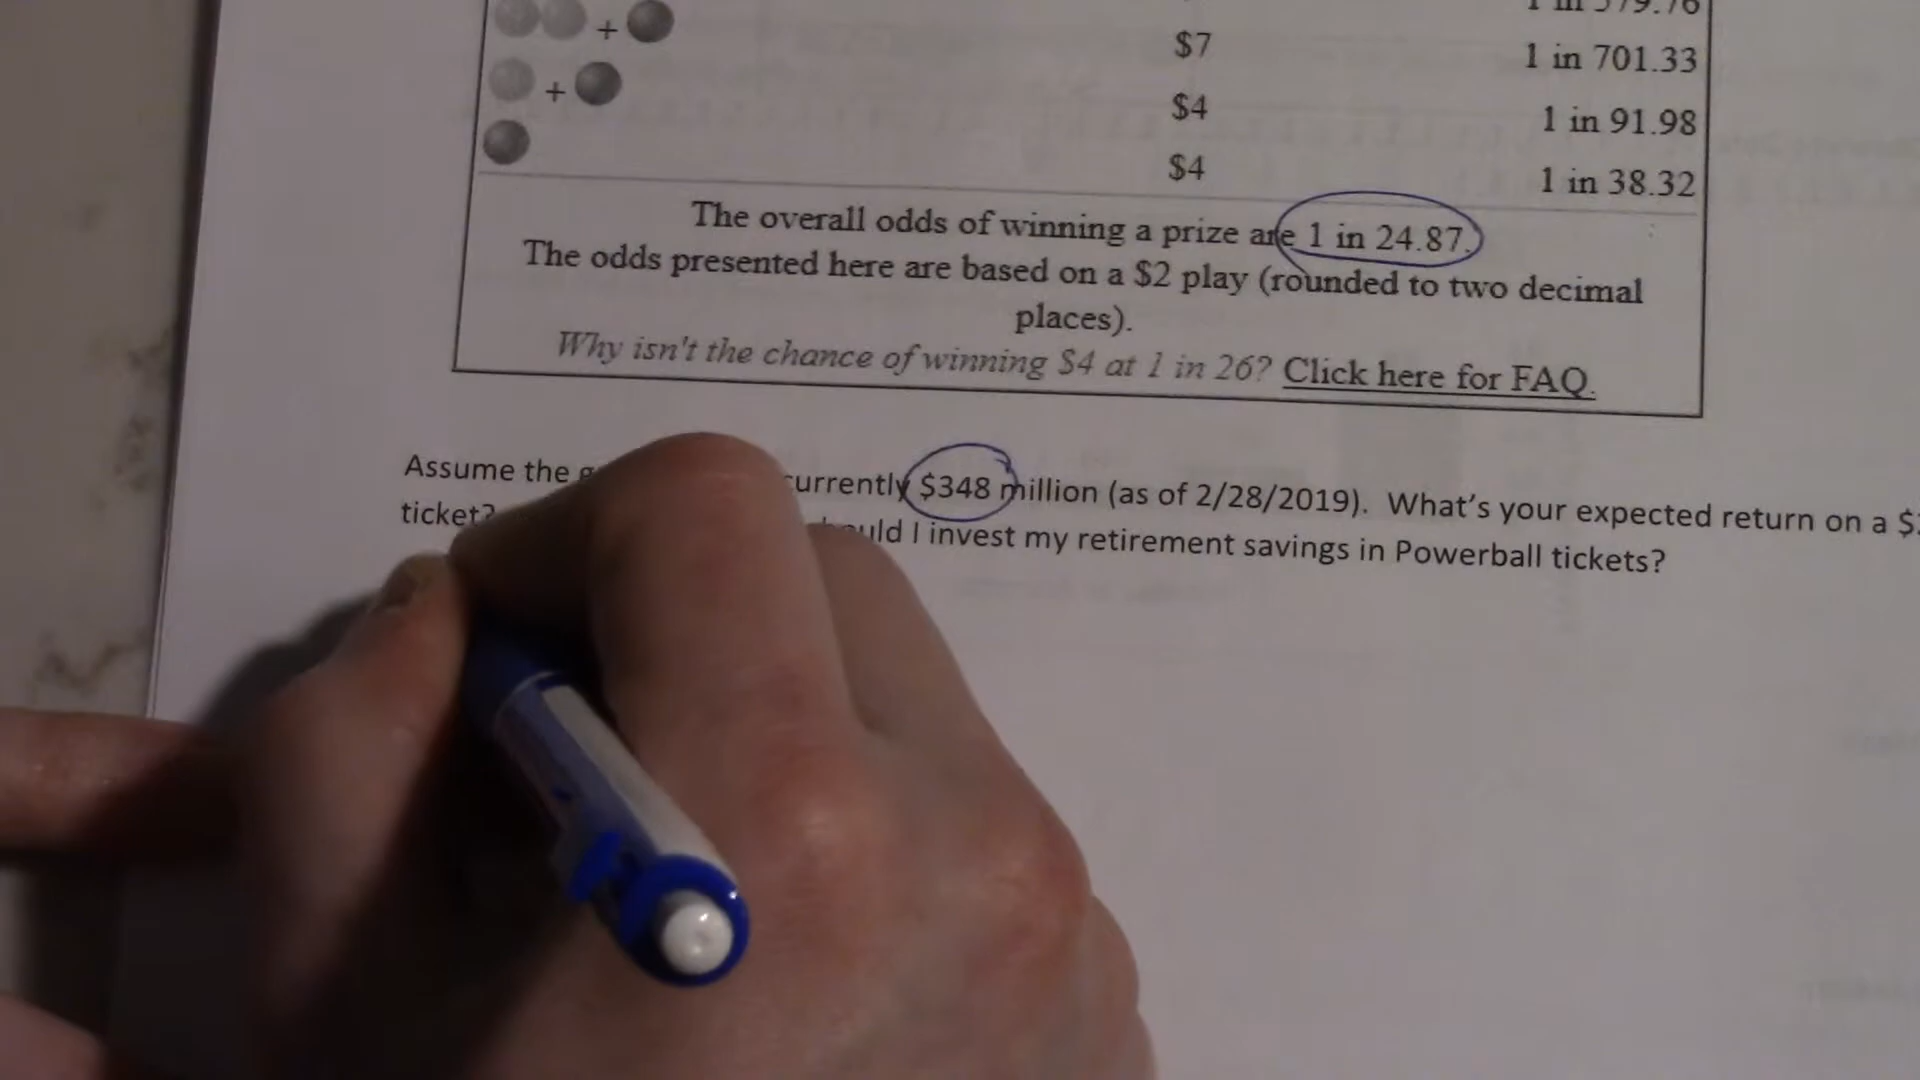 $7 1 in 701.33
+
$4 1 in 91.98
+
$4 1 in 38.32
The overall odds of winning a prize are 1 in 24.87.
The odds presented here are based on a $2 play (rounded to two decimal
places).
Why isn't the chance of winning $4 at 1 in 26? Click here for FAQ.
Assume the currently $348 million (as of 2/28/2019). What's your expected return on a
ticket? should I invest my retirement savings in Powerball tickets?